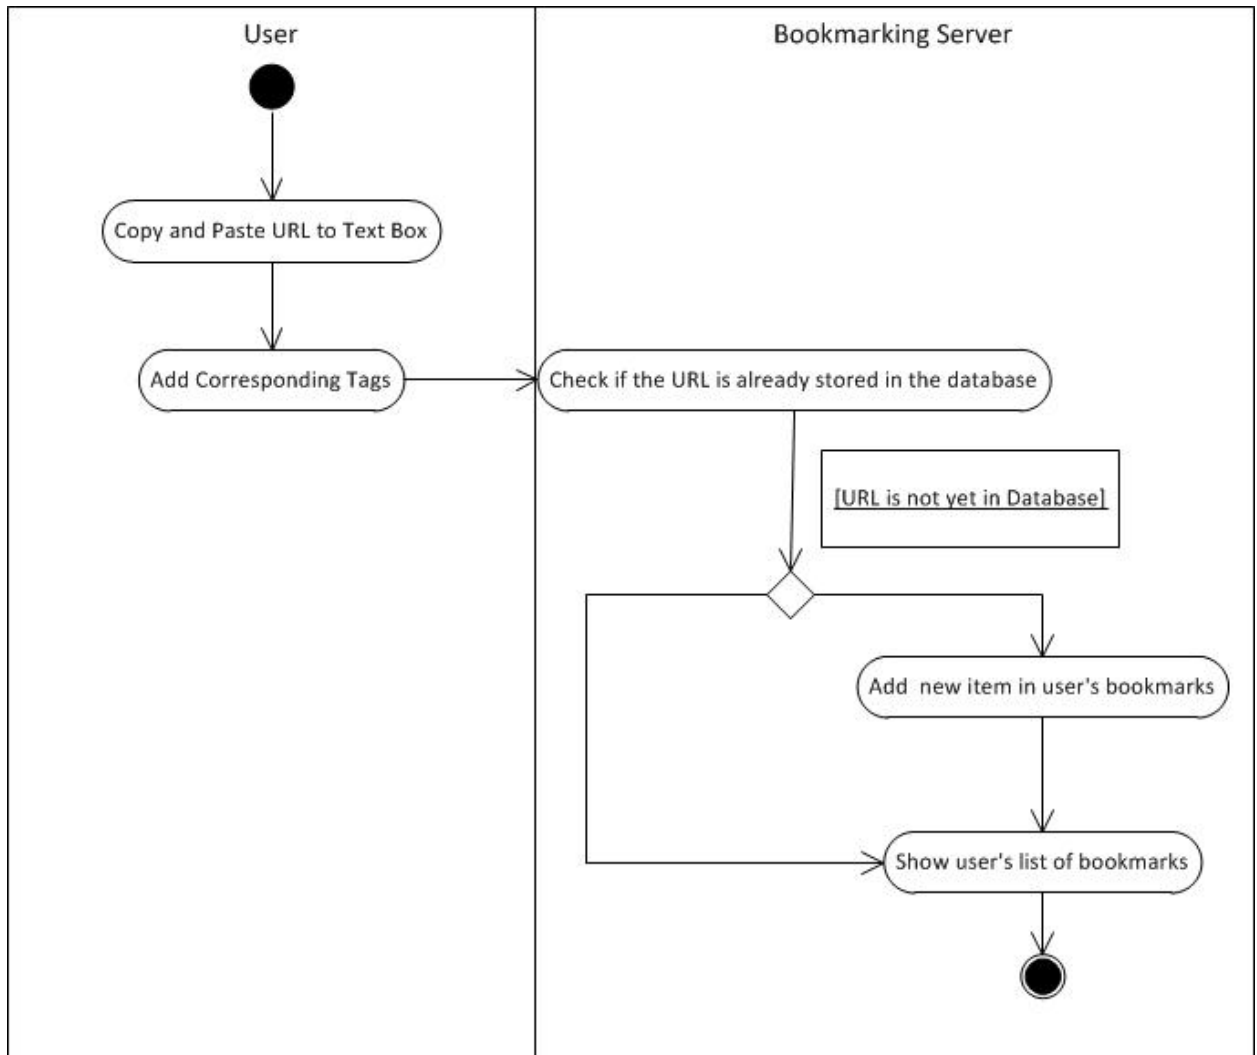 User
Bookmarking Server
Copy and Paste URL to Text Box
Add Corresponding Tags
Check if the URL is already stored in the database
[URL is not yet in Database]
Add  new item in user's bookmarks
Show user's list of bookmarks